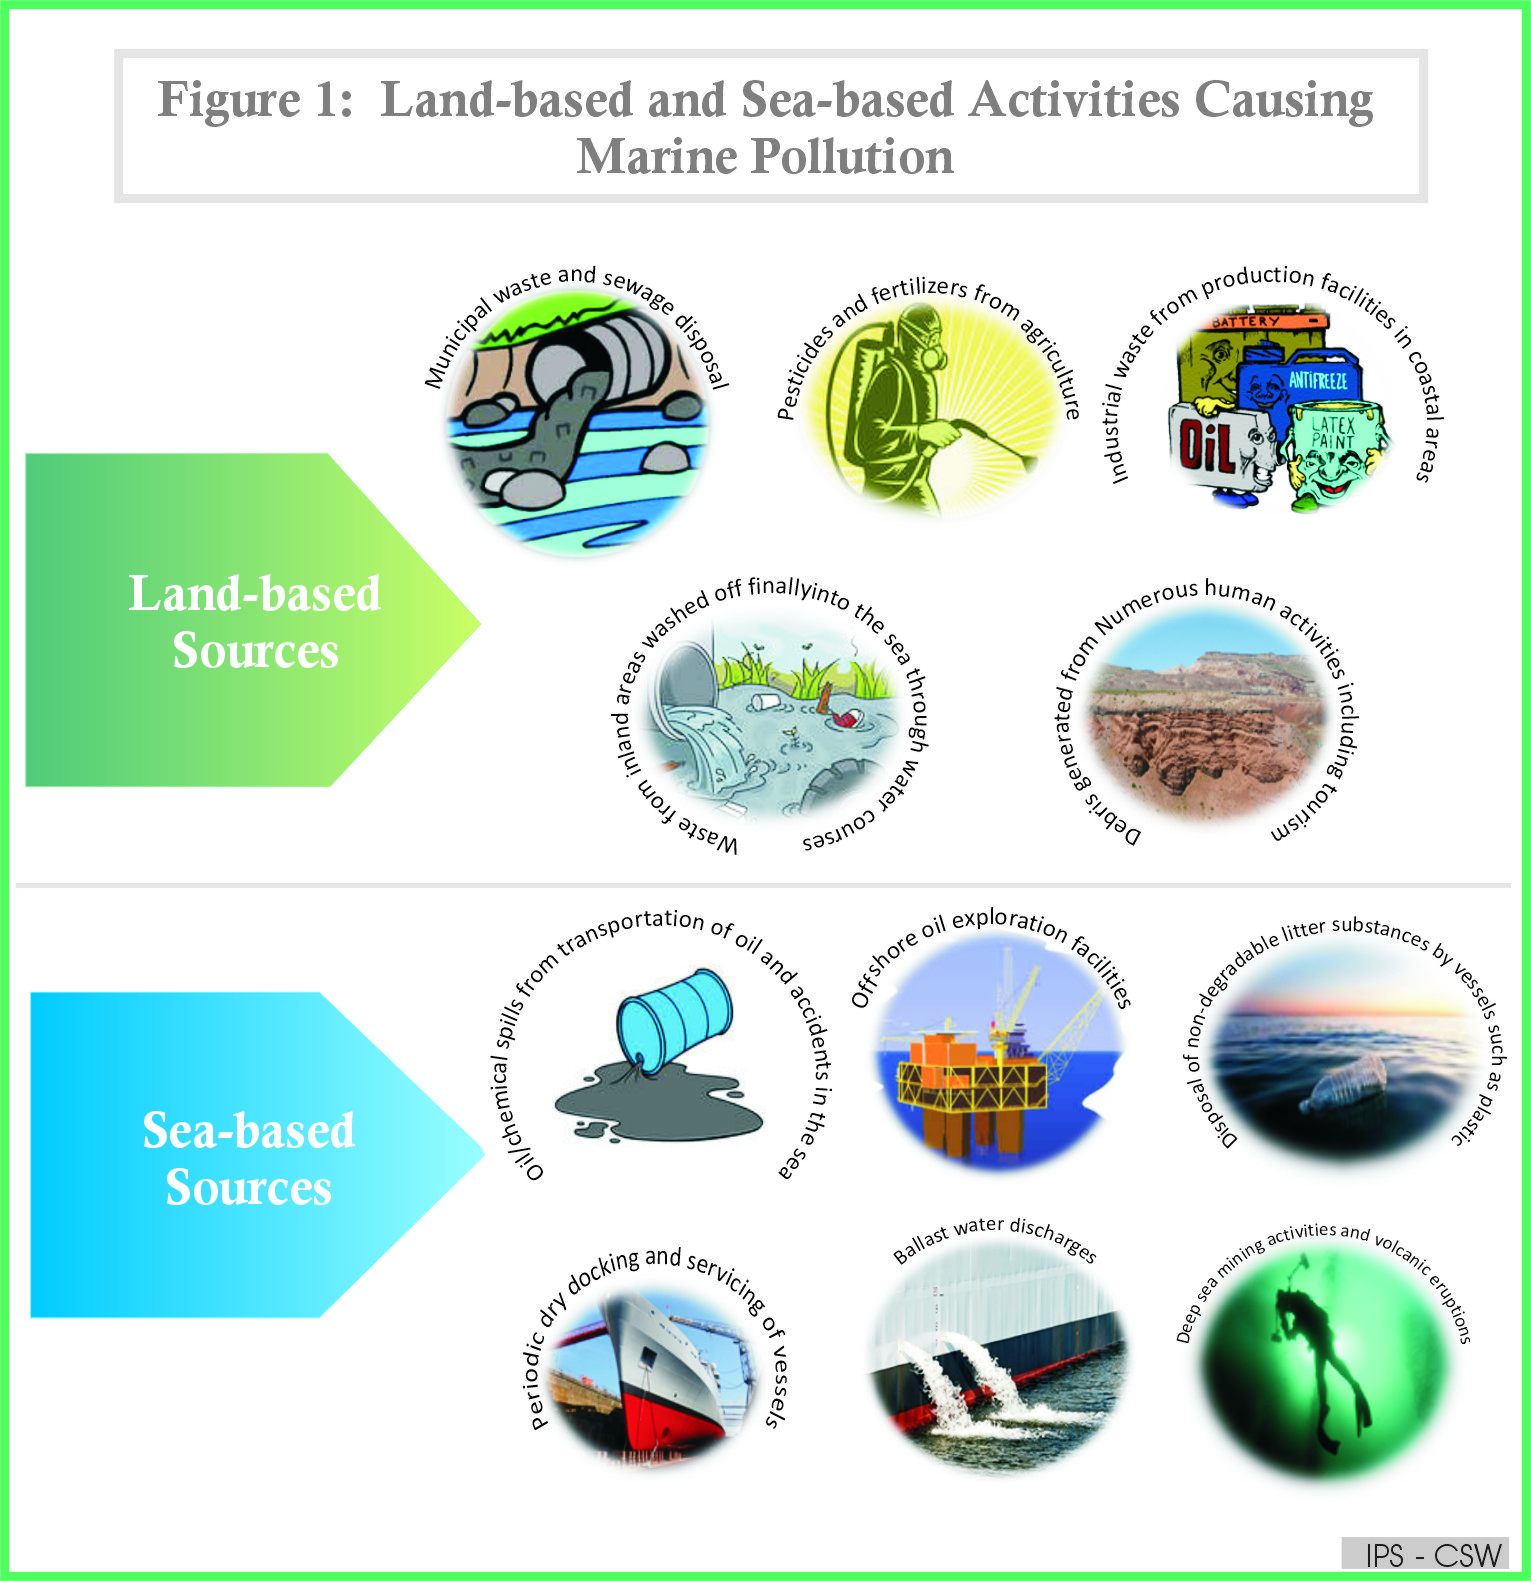 Figure 1: Land-based and Sea-based Activities Causing
Marine Pollution
Land-based
Sources
Municipal waste and sewage disposal
Pesticides and fertilizers from agriculture
Industrial waste from production facilities in coastal areas
BATTERY
ANTIFREEZE
OIL
LATEX
PAINT
Waste from inland areas washed off finallyinto the sea through water courses
Debris generated from Numerous human activities including tourism
Sea-based
Sources
Oil/chemical spills from transportation of oil and accidents in the sea
Offshore oil exploration facilities
Disposal of non-degradable litter substances by vessels such as plastic
Periodic dry docking and servicing of vessels
Ballast water discharges
Deep sea mining activities and volcanic eruptions
IPS - CSW